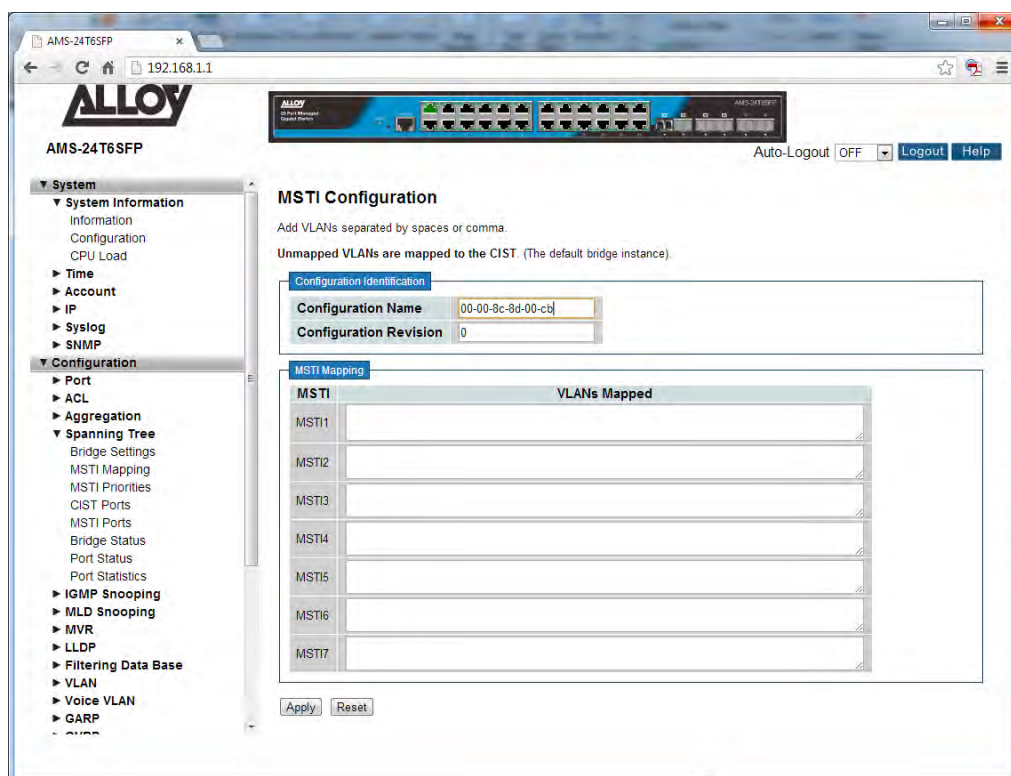 AMS-24T6SFP
192.168.1.1
ALLOY
ALLOY
AMS-24T6SFP
AMS-24T6SFP
Auto-Logout OFF Logout Help
▼ System
▼ System Information
Information
Configuration
CPU Load
► Time
► Account
► IP
► Syslog
► SNMP
▼ Configuration
► Port
► ACL
► Aggregation
▼ Spanning Tree
Bridge Settings
MSTI Mapping
MSTI Priorities
CIST Ports
MSTI Ports
Bridge Status
Port Status
Port Statistics
► IGMP Snooping
► MLD Snooping
► MVR
► LLDP
► Filtering Data Base
► VLAN
► Voice VLAN
► GARP
MSTI Configuration
Add VLANs separated by spaces or comma.
Unmapped VLANs are mapped to the CIST. (The default bridge instance).
Configuration Identification
Configuration Name 00-00-8c-8d-00-cb
Configuration Revision 0
MSTI Mapping
MSTI VLANs Mapped
MSTI1
MSTI2
MSTI3
MSTI4
MSTI5
MSTI6
MSTI7
Apply Reset